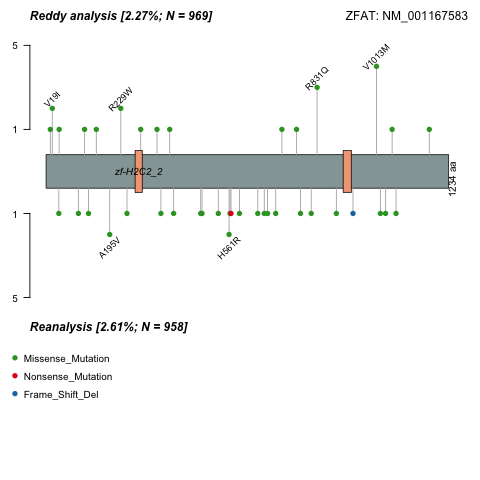 Reddy analysis [2.27%; N = 969]
ZFAT: NM_001167583
5
V1013M
R831Q
V19I
R229W
1
zf-H2C2_2
1234 aa
1
A195V
H561R
5
Reanalysis [2.61%; N = 958]
Missense_Mutation
Nonsense_Mutation
Frame_Shift_Del